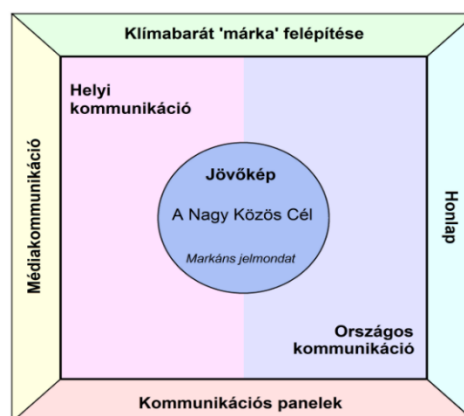 Klímabarát 'márka' felépítése
Médiakommunikáció
Helyi
kommunikáció
Jövőkép
A Nagy Közös Cél
Markáns jelmondat
Honlap
Országos
kommunikáció
Kommunikációs panelek